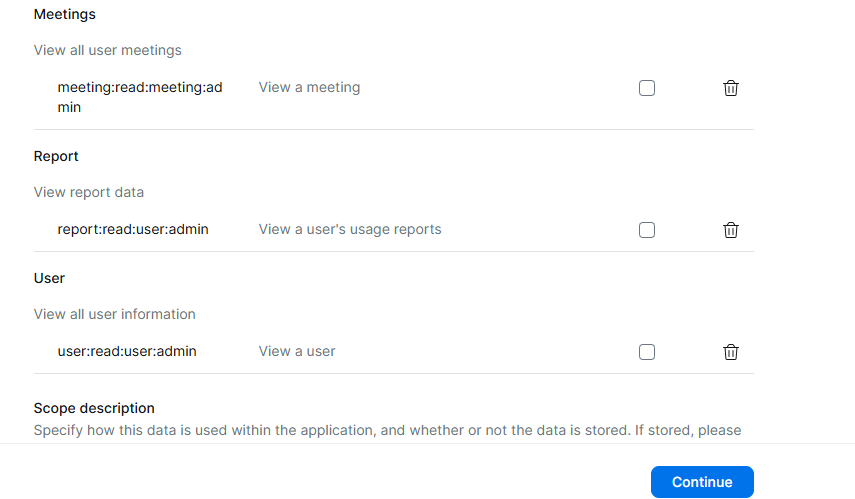 Meetings
View all user meetings
meeting:read:meeting:ad
min
View a meeting
Report
View report data
report:read:user:admin
View a user's usage reports
User
View all user information
user:read:user:admin
View a user
Scope description
Specify how this data is used within the application, and whether or not the data is stored. If stored, please
Continue